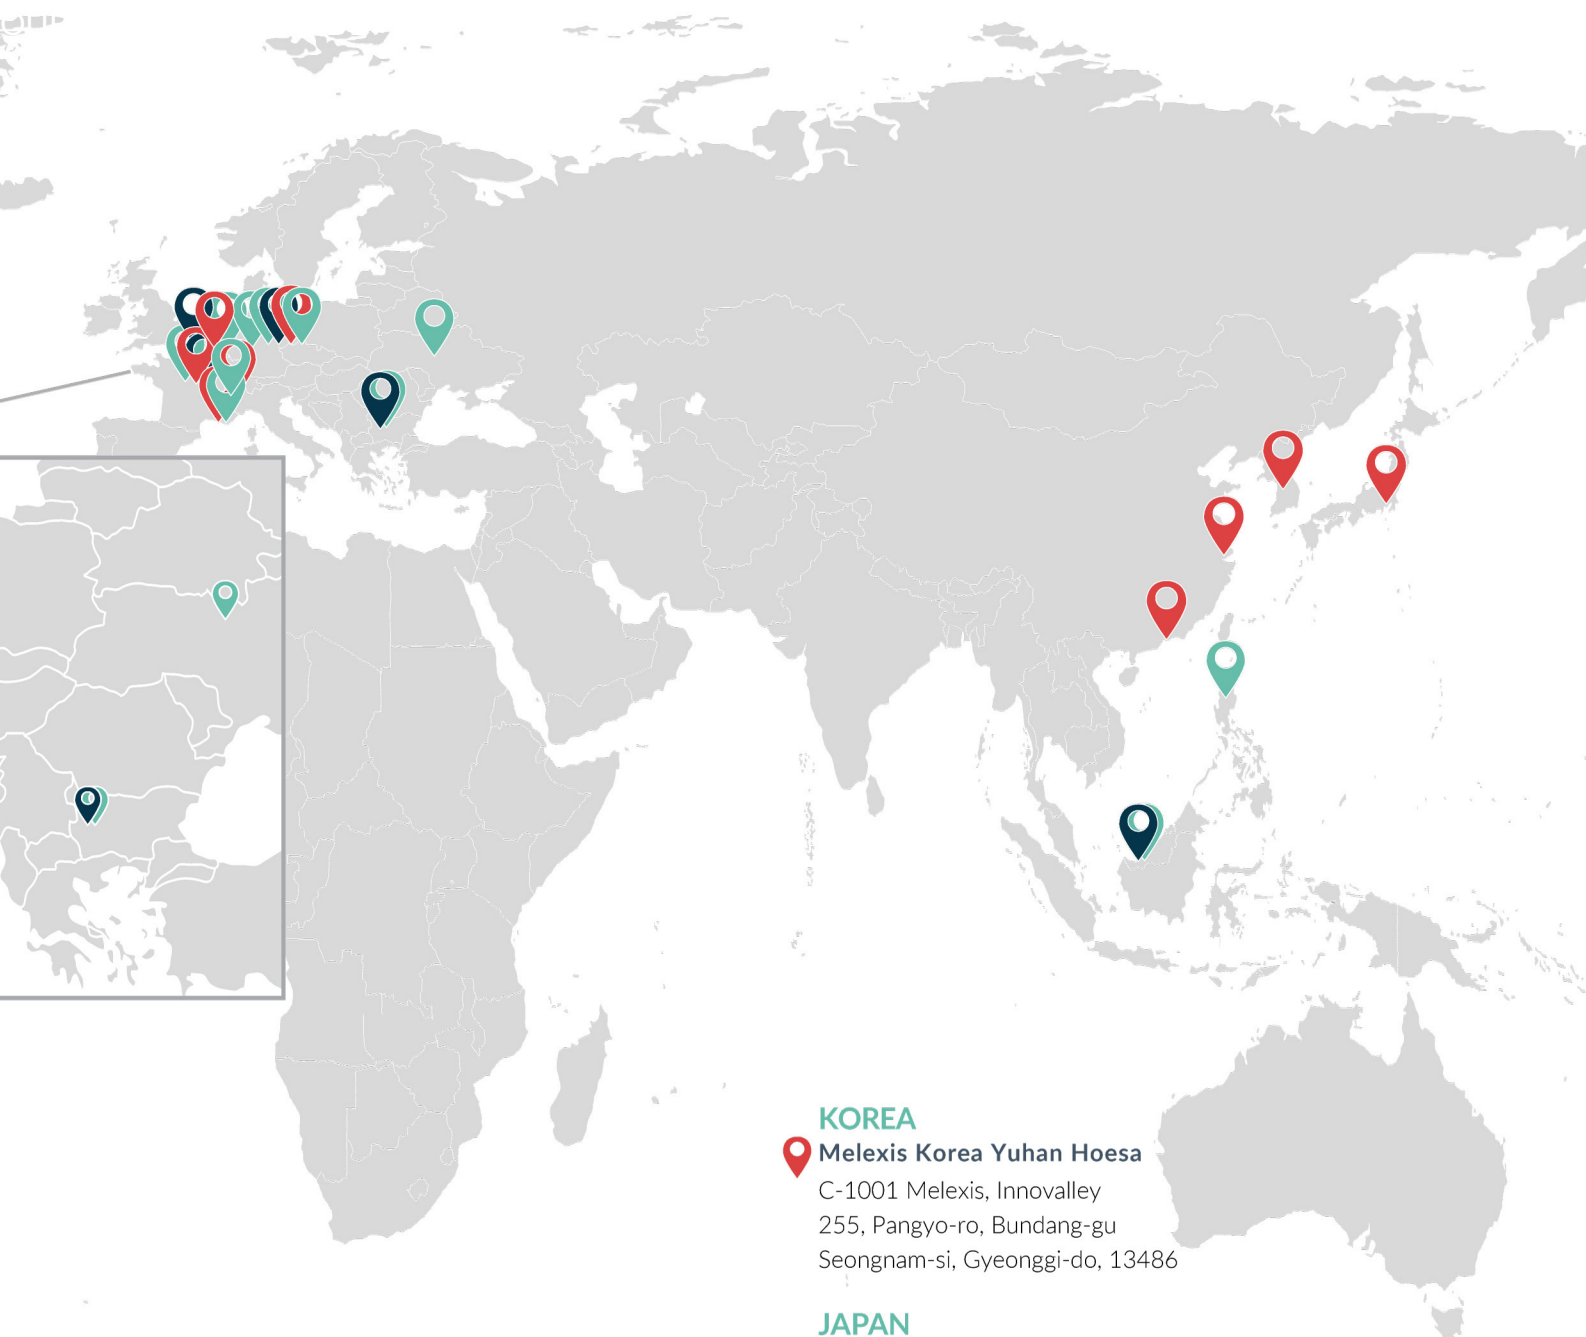 KOREA
Melexis Korea Yuhan Hoesa
C-1001 Melexis, Innovalley
255, Pangyo-ro, Bundang-gu
Seongnam-si, Gyeonggi-do, 13486
JAPAN